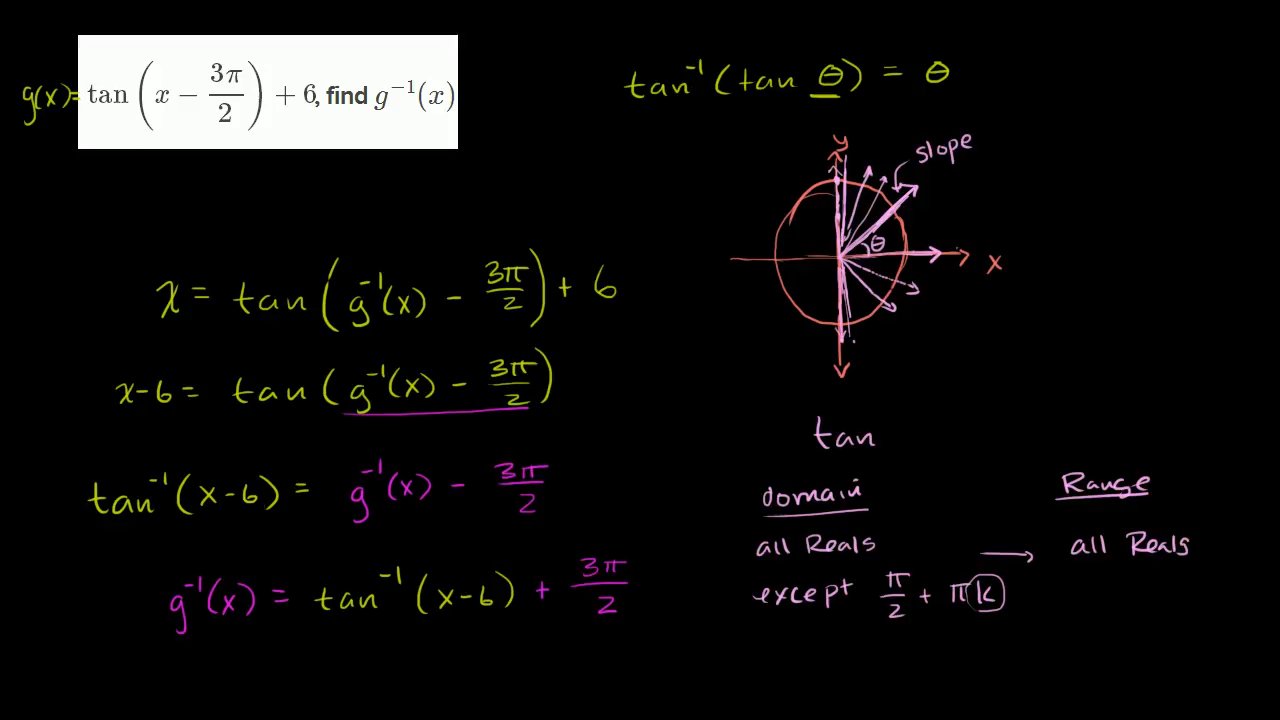 g(x)= tan(x − 3π/2) + 6, find g⁻¹(x)
tan⁻¹(tan θ) = θ
y
slope
θ
x
x = tan(g⁻¹(x) − 3π/2) + 6
x−6 = tan(g⁻¹(x) − 3π/2)
tan⁻¹(x−6) = g⁻¹(x) − 3π/2
g⁻¹(x) = tan⁻¹(x−6) + 3π/2
tan
domain
all Reals
except π/2 + πk
Range
all Reals